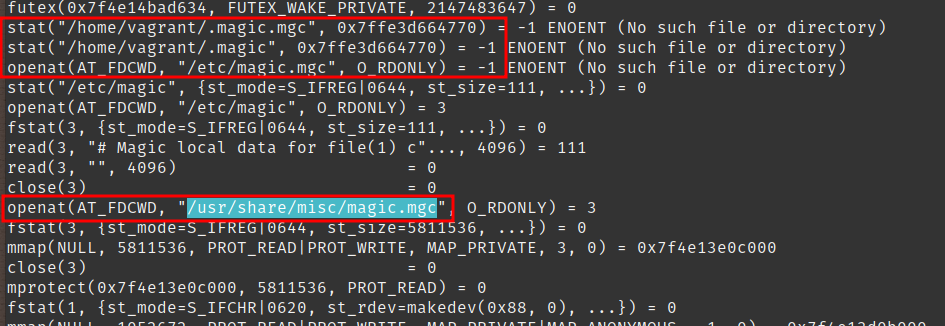 futex(0x7f4e14bad634, FUTEX_WAKE_PRIVATE, 2147483647) = 0
stat("/home/vagrant/.magic.mgc", 0x7ffe3d664770) = -1 ENOENT (No such file or directory)
stat("/home/vagrant/.magic", 0x7ffe3d664770) = -1 ENOENT (No such file or directory)
openat(AT_FDCWD, "/etc/magic.mgc", O_RDONLY) = -1 ENOENT (No such file or directory)
stat("/etc/magic", {st_mode=S_IFREG|0644, st_size=111, ...}) = 0
openat(AT_FDCWD, "/etc/magic", O_RDONLY) = 3
fstat(3, {st_mode=S_IFREG|0644, st_size=111, ...}) = 0
read(3, "# Magic local data for file(1) c"..., 4096) = 111
read(3, "", 4096)                       = 0
close(3)                                = 0
openat(AT_FDCWD, "/usr/share/misc/magic.mgc", O_RDONLY) = 3
fstat(3, {st_mode=S_IFREG|0644, st_size=5811536, ...}) = 0
mmap(NULL, 5811536, PROT_READ|PROT_WRITE, MAP_PRIVATE, 3, 0) = 0x7f4e13e0c000
close(3)                                = 0
mprotect(0x7f4e13e0c000, 5811536, PROT_READ) = 0
fstat(1, {st_mode=S_IFCHR|0620, st_rdev=makedev(0x88, 0), ...}) = 0